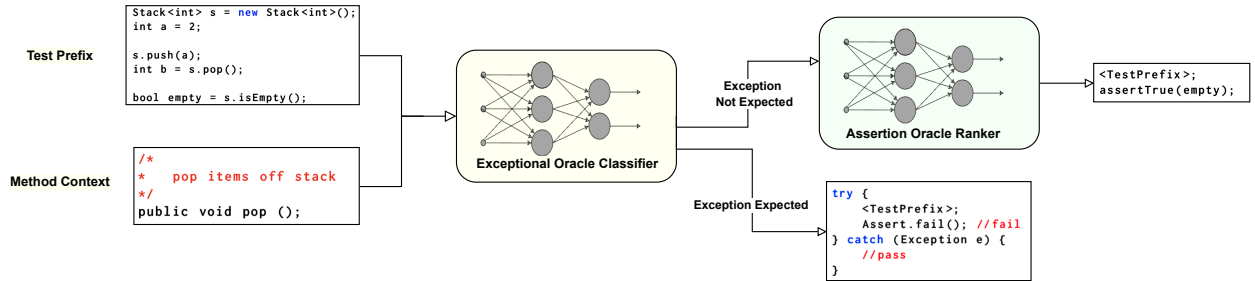 Test Prefix
Stack<int> s = new Stack<int>();
int a = 2;
s.push(a);
int b = s.pop();
bool empty = s.isEmpty();
Method Context
/*
*   pop items off stack
*/
public void pop ();
Exceptional Oracle Classifier
Exception
Not Expected
Exception Expected
Assertion Oracle Ranker
<TestPrefix>;
assertTrue(empty);
try {
<TestPrefix>;
Assert.fail(); //fail
} catch (Exception e) {
//pass
}